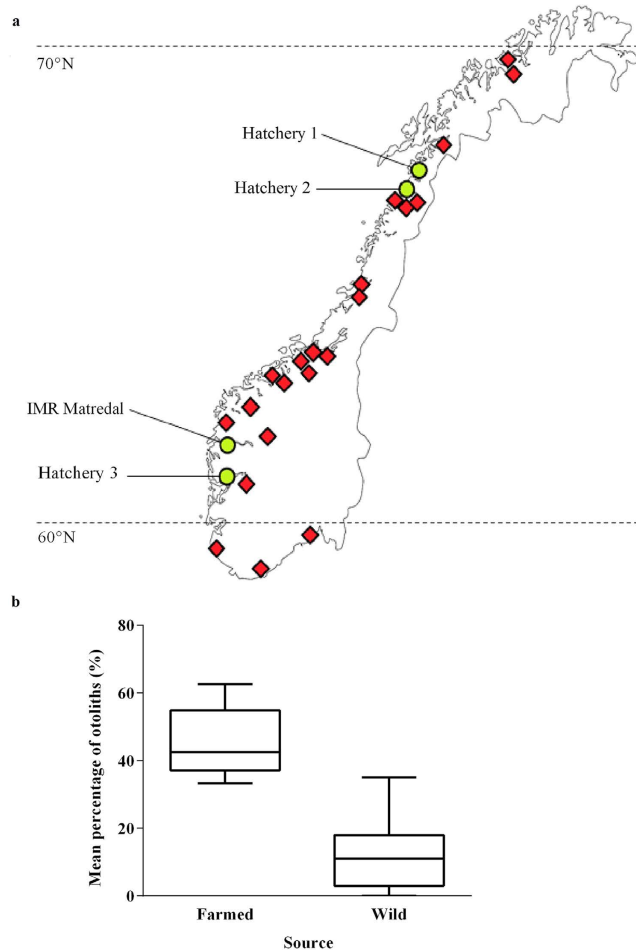 a
70°N
Hatchery 1
Hatchery 2
IMR Matredal
Hatchery 3
60°N
b
Mean percentage of otoliths (%)
80
60
40
20
0
Farmed
Wild
Source